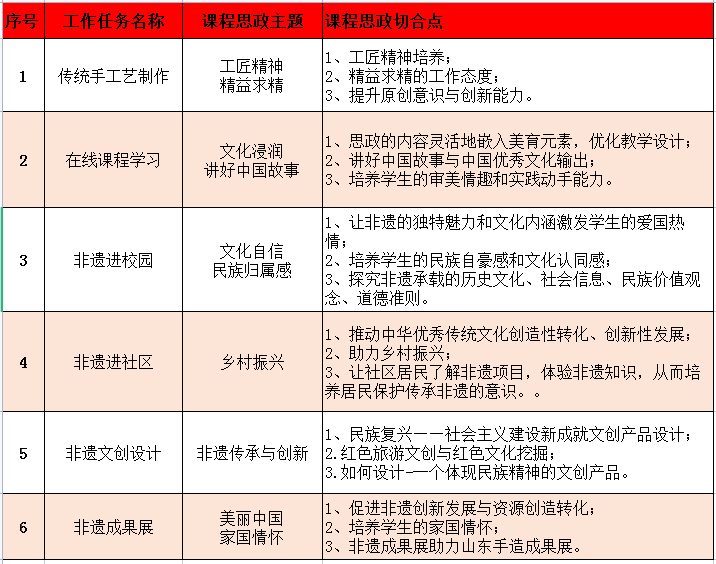 序号 工作任务名称 课程思政主题 课程思政切合点
1 传统手工艺制作 工匠精神
精益求精
1、工匠精神培养；
2、精益求精的工作态度；
3、提升原创意识与创新能力。
2 在线课程学习 文化浸润
讲好中国故事
1、思政的内容灵活地嵌入美育元素，优化教学设计；
2、讲好中国故事与中国优秀文化输出；
3、培养学生的审美情趣和实践动手能力。
3 非遗进校园 文化自信
民族归属感
1、让非遗的独特魅力和文化内涵激发学生的爱国热
情；
2、培养学生的民族自豪感和文化认同感；
3、探究非遗承载的历史文化、社会信息、民族价值观
念、道德准则。
4 非遗进社区 乡村振兴
1、推动中华优秀传统文化创造性转化、创新性发展；
2、助力乡村振兴；
3、让社区居民了解非遗项目，体验非遗知识，从而培
养居民保护传承非遗的意识。。
5 非遗文创设计 非遗传承与创新
1、民族复兴——社会主义建设新成就文创产品设计；
2.红色旅游文创与红色文化挖掘；
3.如何设计-一个体现民族精神的文创产品。
6 非遗成果展 美丽中国
家国情怀
1、促进非遗创新发展与资源创造转化；
2、培养学生的家国情怀；
3、非遗成果展助力山东手造成果展。